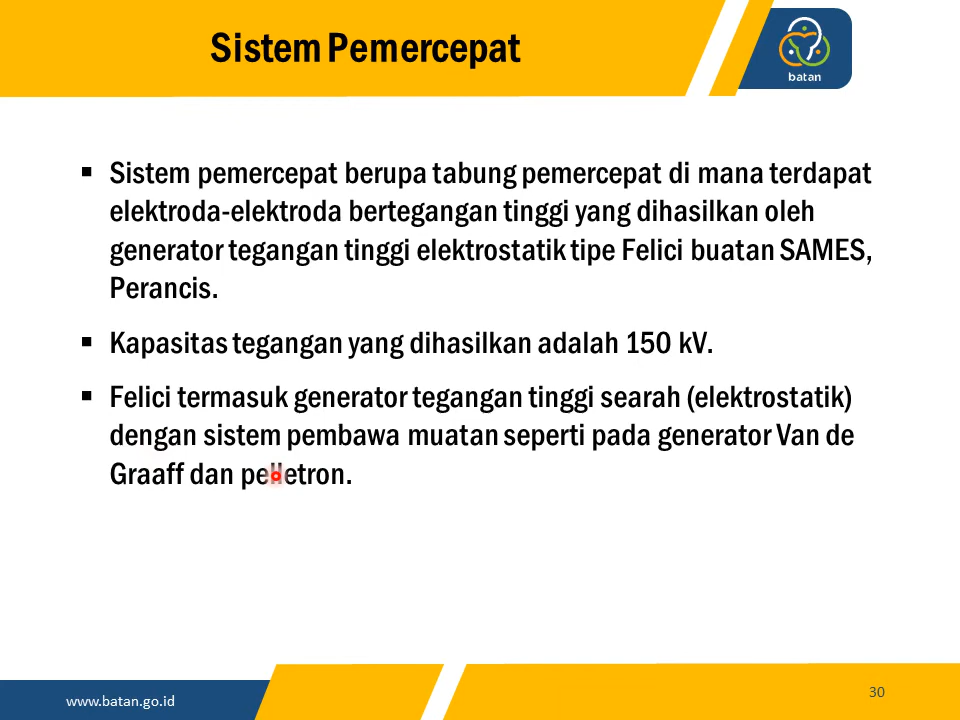 Sistem Pemercepat
batan
▪ Sistem pemercepat berupa tabung pemercepat di mana terdapat
elektroda-elektroda bertegangan tinggi yang dihasilkan oleh
generator tegangan tinggi elektrostatik tipe Felici buatan SAMES,
Perancis.
▪ Kapasitas tegangan yang dihasilkan adalah 150 kV.
▪ Felici termasuk generator tegangan tinggi searah (elektrostatik)
dengan sistem pembawa muatan seperti pada generator Van de
Graaff dan pelletron.
www.batan.go.id
30